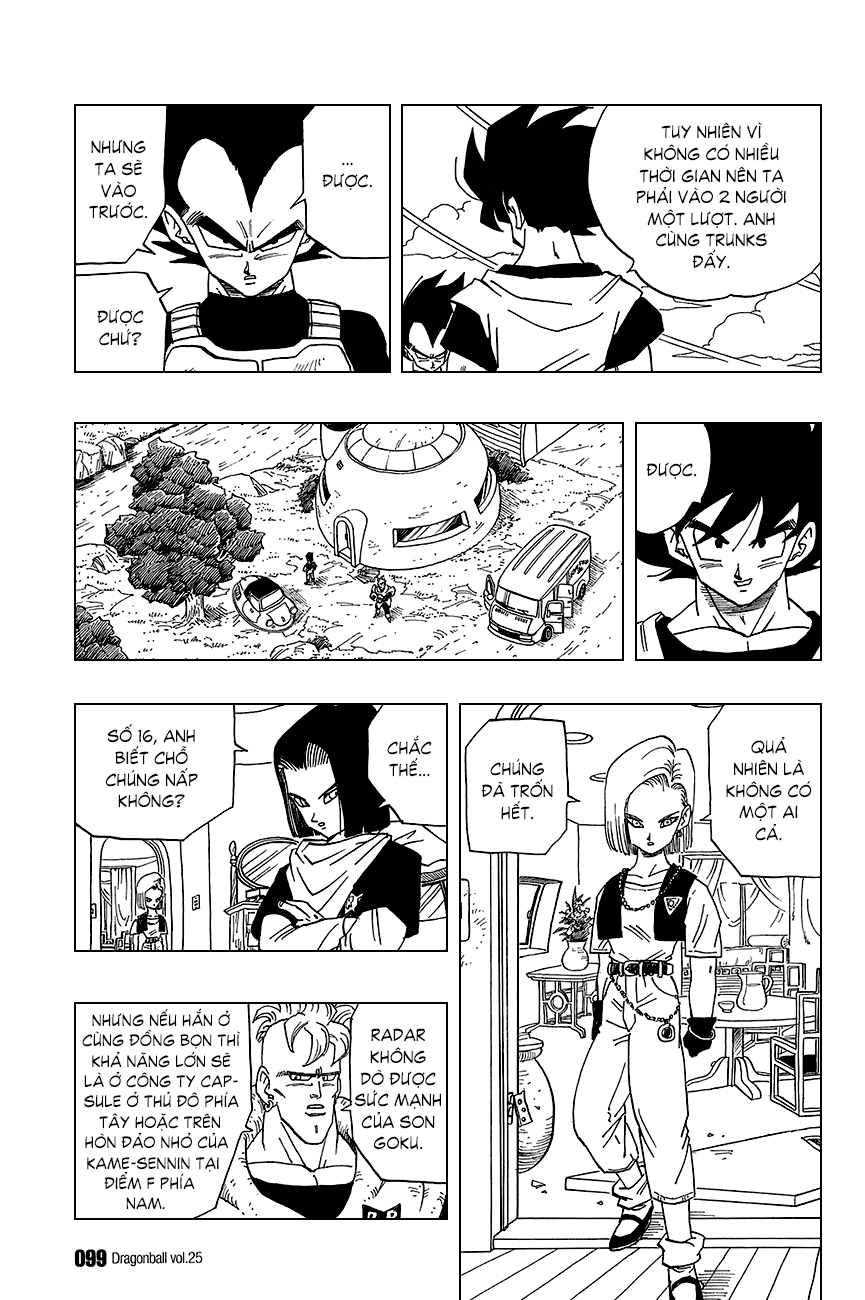 TUY NHIÊN VÌ
KHÔNG CÓ NHIỀU
THỜI GIAN NÊN TA
PHẢI VÀO 2 NGƯỜI
MỘT LƯỢT. ANH
CÙNG TRUNKS
ĐẤY.
...
ĐƯỢC.
NHƯNG
TA SẼ
VÀO
TRƯỚC.
ĐƯỢC
CHỨ?
ĐƯỢC.
QUẢ
NHIÊN LÀ
KHÔNG CÓ
MỘT AI
CẢ.
CHÚNG
ĐÃ TRỐN
HẾT.
CHẮC
THẾ...
SỐ 16, ANH
BIẾT CHỖ
CHÚNG NẤP
KHÔNG?
RADAR
KHÔNG
DÒ ĐƯỢC
SỨC MẠNH
CỦA SON
GOKU.
NHƯNG NẾU HẮN Ở
CÙNG ĐỒNG BỌN THÌ
KHẢ NĂNG LỚN SẼ
LÀ Ở CÔNG TY CAP-
SULE Ở THỦ ĐÔ PHÍA
TÂY HOẶC TRÊN
HÒN ĐẢO NHỎ CỦA
KAME-SENNIN TẠI
ĐIỂM F PHÍA
NAM.
099 Dragonball vol.25